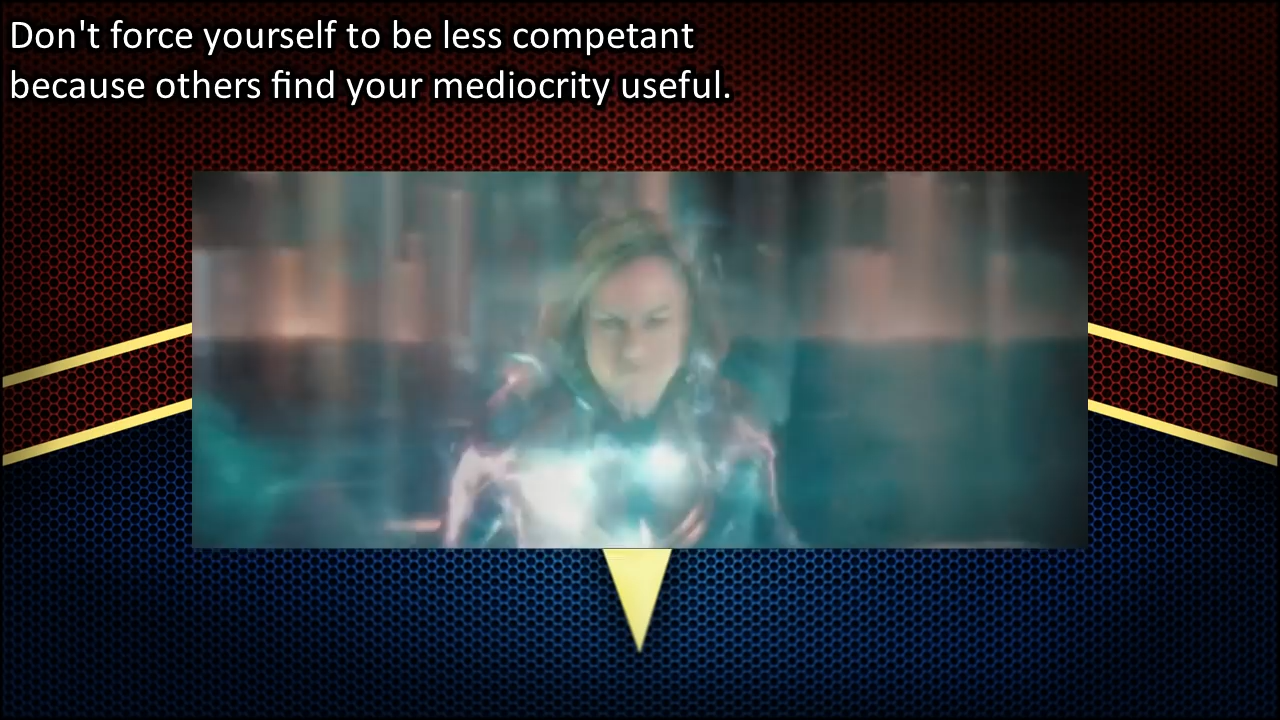 Don't force yourself to be less competant
because others find your mediocrity useful.